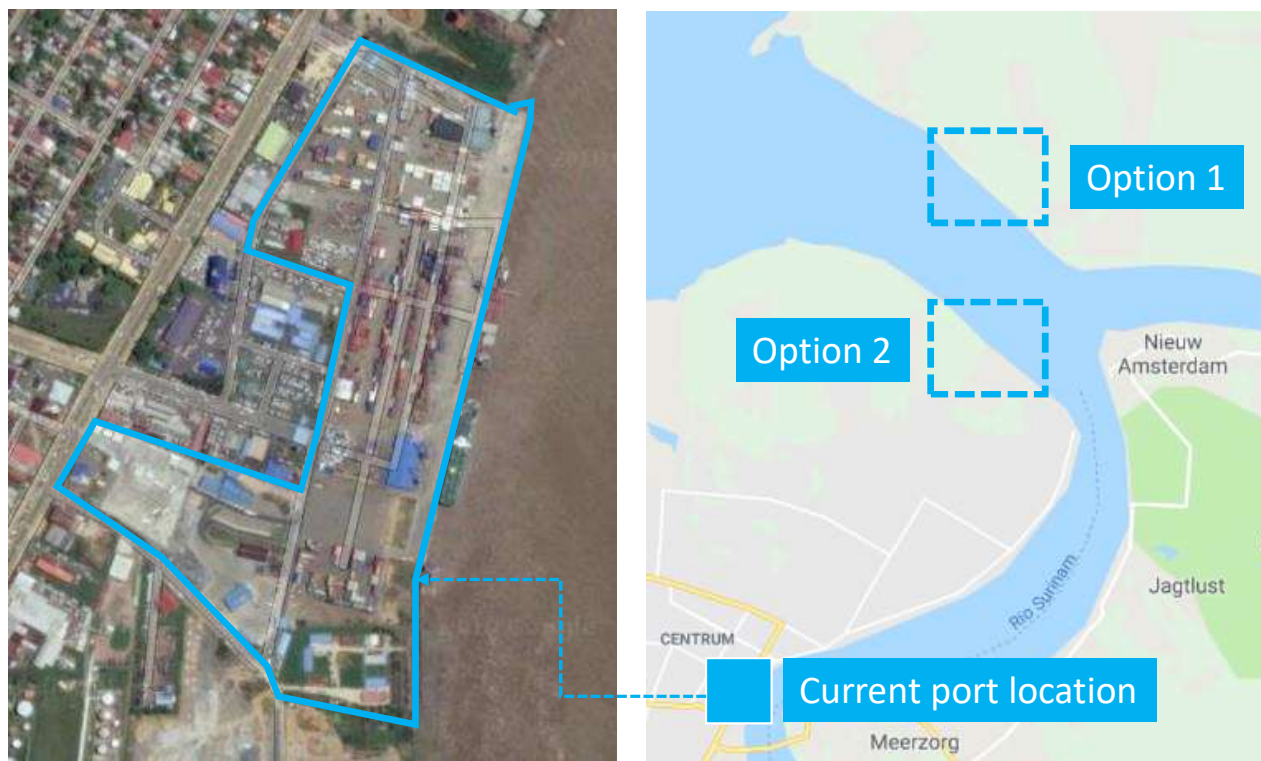 Option 1
Option 2
Nieuw
Amsterdam
Rio Surinam
Jagtlust
CENTRUM
Current port location
Meerzorg